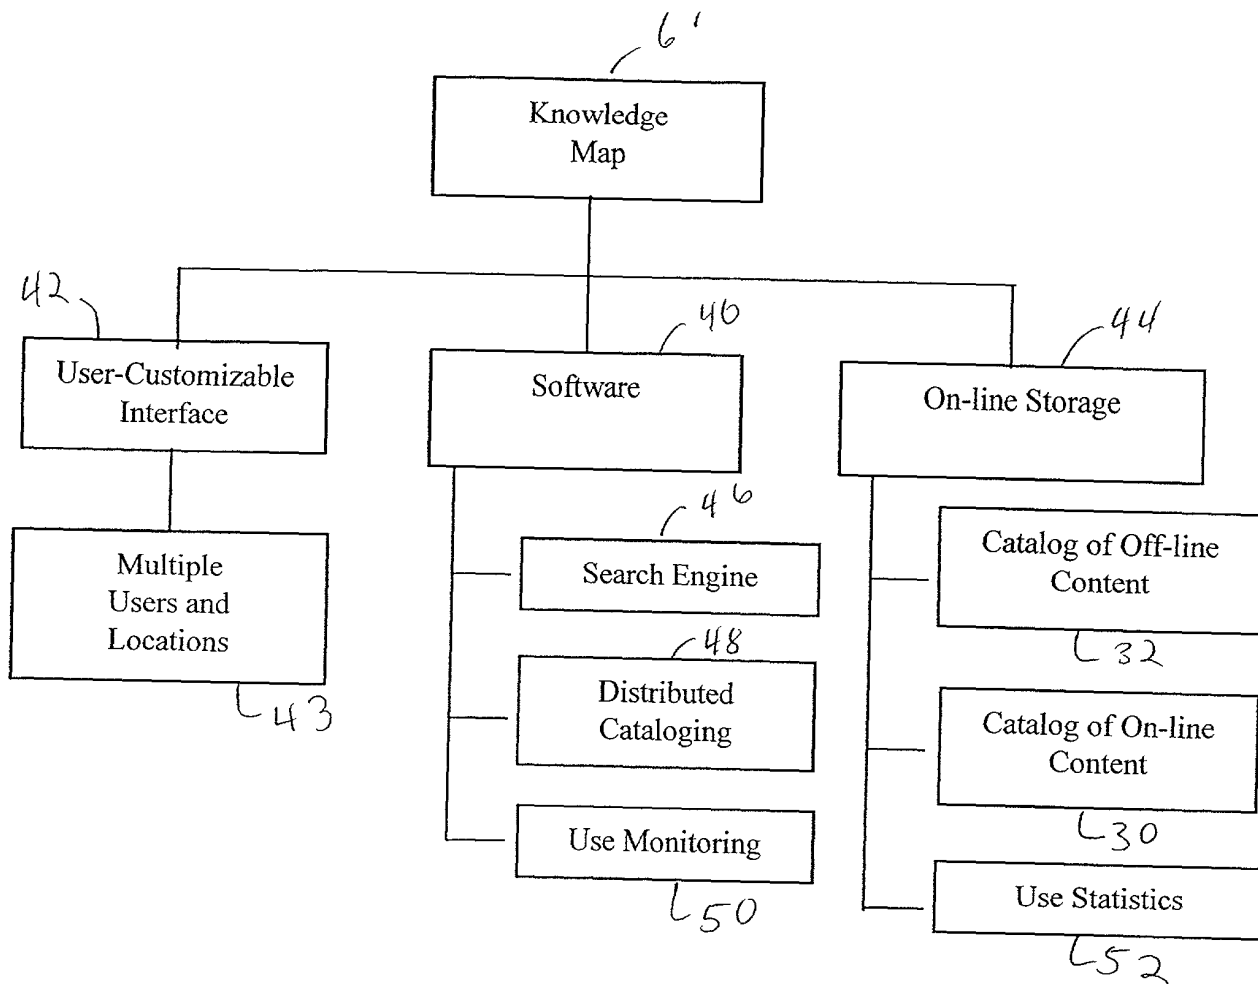 6'
Knowledge
Map
42
User-Customizable
Interface
40
Software
44
On-line Storage
Multiple
Users and
Locations
43
46
Search Engine
48
Distributed
Cataloging
Use Monitoring
50
Catalog of Off-line
Content
32
Catalog of On-line
Content
30
Use Statistics
52